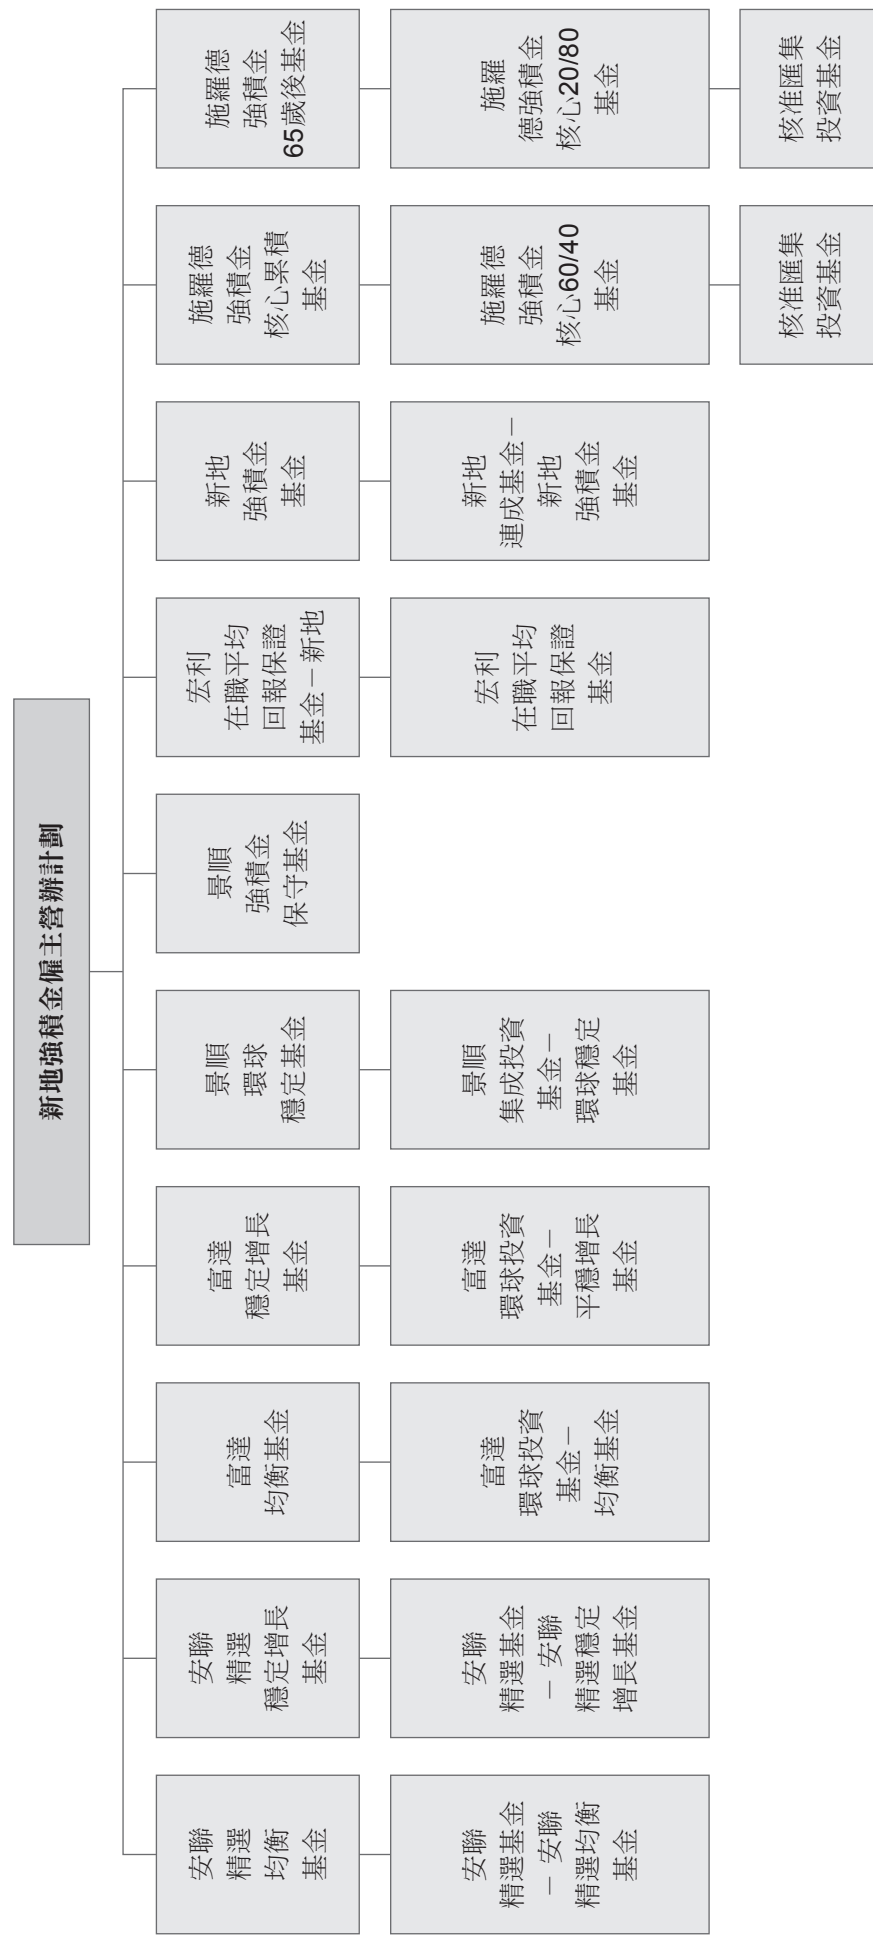 新地強積金僱主營辦計劃
安聯
精選
均衡
基金
安聯
精選
穩定增長
基金
富達
均衡基金
富達
穩定增長
基金
景順
環球
穩定基金
景順
強積金
保守基金
宏利
在職平均
回報保證
基金－新地
新地
強積金
基金
施羅德
強積金
核心累積
基金
施羅德
強積金
65歲後基金
安聯
精選基金
－安聯
精選均衡
基金
安聯
精選基金
－安聯
精選穩定
增長基金
富達
環球投資
基金－
均衡基金
富達
環球投資
基金－
平穩增長
基金
景順
集成投資
基金－
環球穩定
基金
宏利
在職平均
回報保證
基金
新地
連成基金－
新地
強積金
基金
施羅德
強積金
核心60/40
基金
施羅
德強積金
核心20/80
基金
核准匯集
投資基金
核准匯集
投資基金